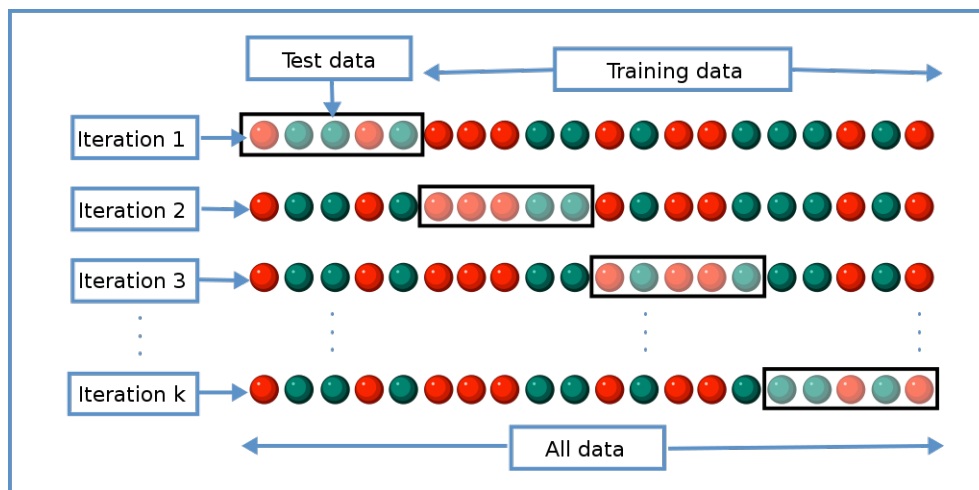 Test data
Training data
Iteration 1
Iteration 2
Iteration 3
Iteration k
All data